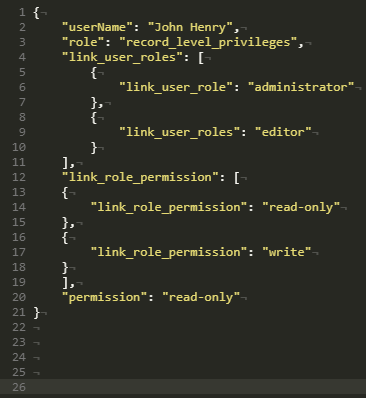 1 {
2 "userName": "John Henry",
3 "role": "record_level_privileges",
4 "link_user_roles": [
5 {
6 "link_user_role": "administrator"
7 },
8 {
9 "link_user_roles": "editor"
10 }
11 ],
12 "link_role_permission": [
13 {
14 "link_role_permission": "read-only"
15 },
16 {
17 "link_role_permission": "write"
18 }
19 ],
20 "permission": "read-only"
21 }
22
23
24
25
26